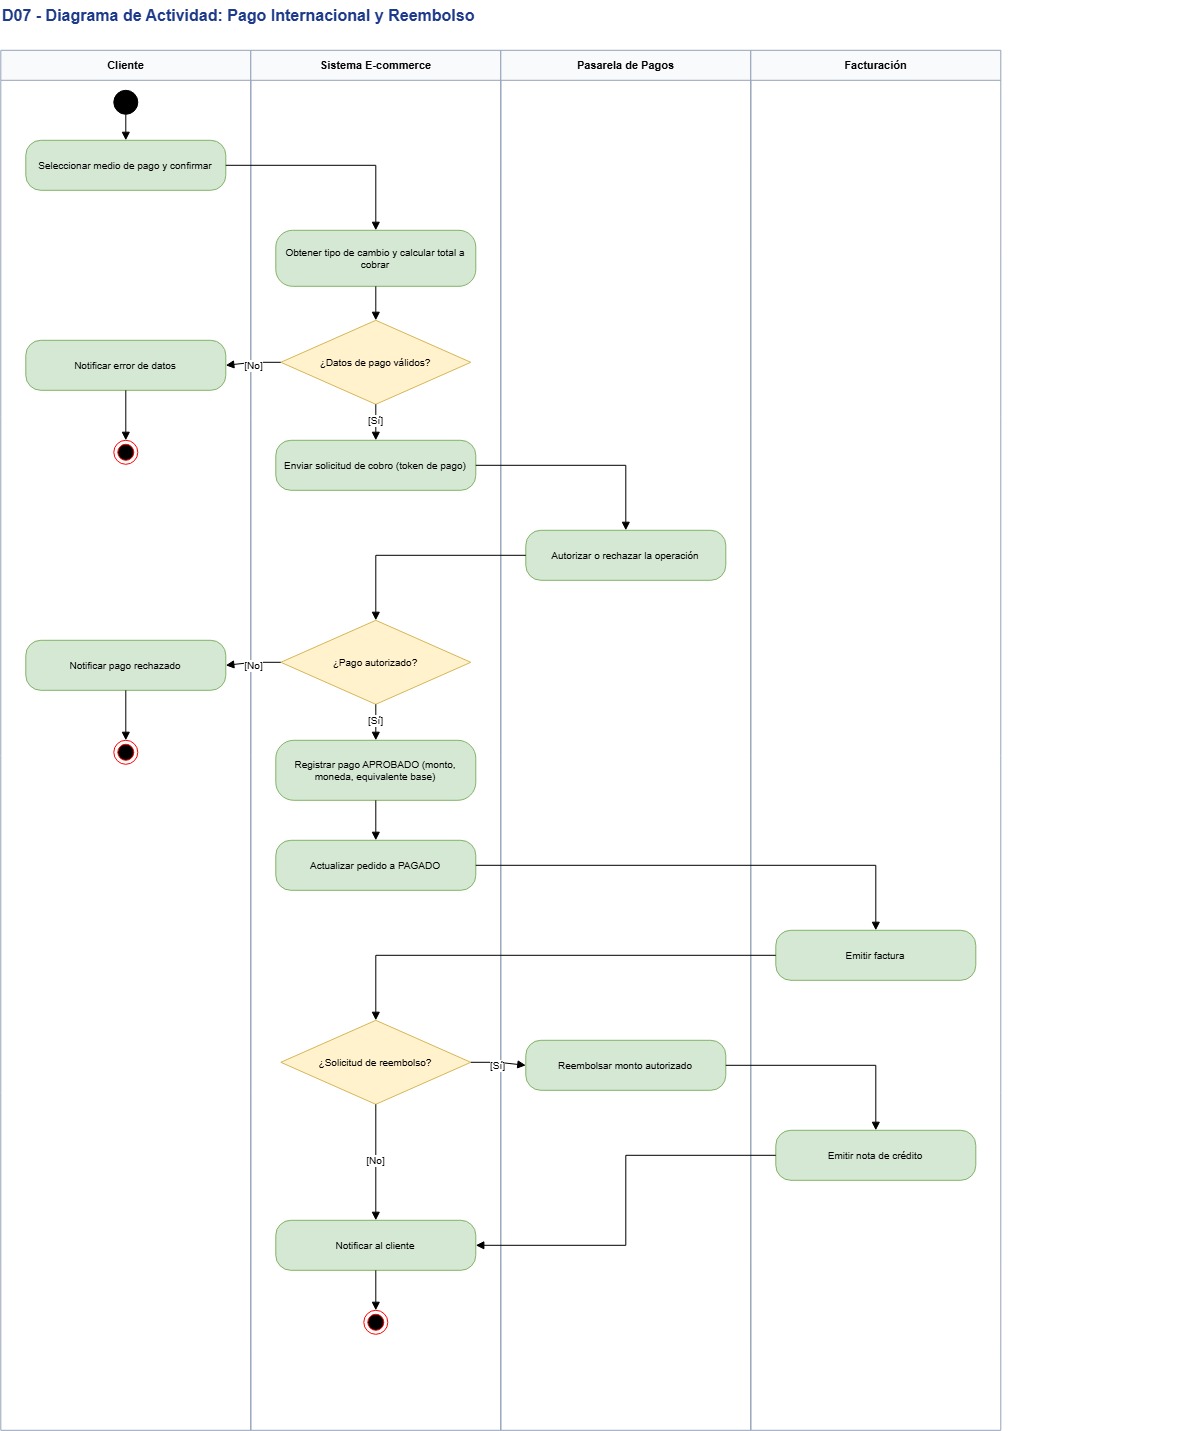 D07 - Diagrama de Actividad: Pago Internacional y Reembolso
Cliente
Sistema E-commerce
Pasarela de Pagos
Facturación
Seleccionar medio de pago y confirmar
Obtener tipo de cambio y calcular total a
cobrar
¿Datos de pago válidos?
[No]
Notificar error de datos
[Sí]
Enviar solicitud de cobro (token de pago)
Autorizar o rechazar la operación
¿Pago autorizado?
[No]
Notificar pago rechazado
[Sí]
Registrar pago APROBADO (monto,
moneda, equivalente base)
Actualizar pedido a PAGADO
Emitir factura
¿Solicitud de reembolso?
[Sí]
Reembolsar monto autorizado
Emitir nota de crédito
[No]
Notificar al cliente